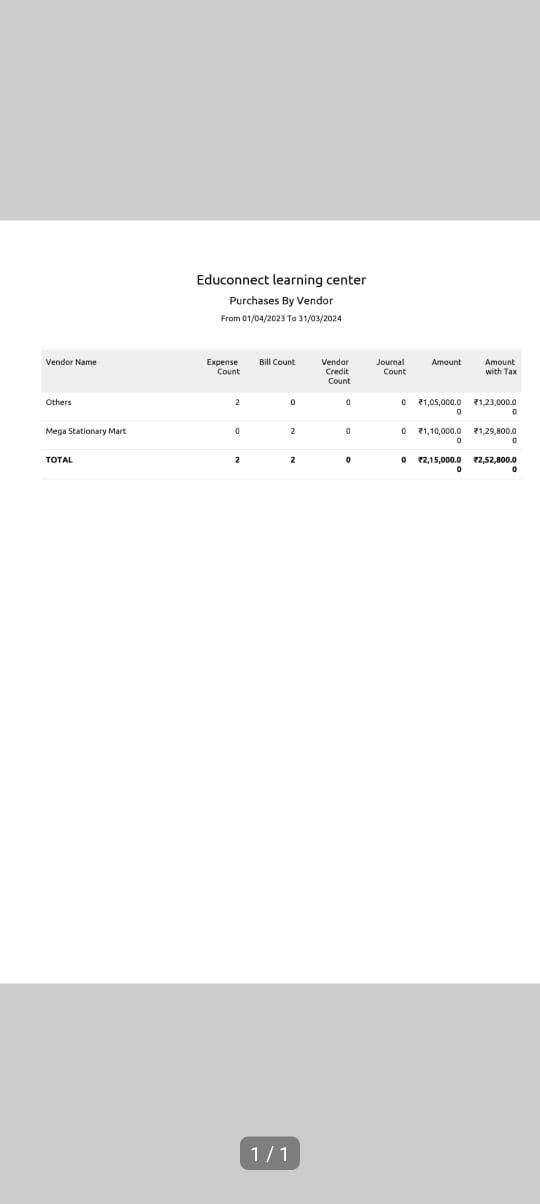 Educonnect learning center
Purchases By Vendor
From 01/04/2023 To 31/03/2024
Vendor Name Expense Count Bill Count Vendor Credit Count Journal Count Amount Amount with Tax
Others 2 0 0 0 ₹1,05,000.00 ₹1,23,000.00
Mega Stationary Mart 0 2 0 0 ₹1,10,000.00 ₹1,29,800.00
TOTAL 2 2 0 0 ₹2,15,000.00 ₹2,52,800.00
1 / 1